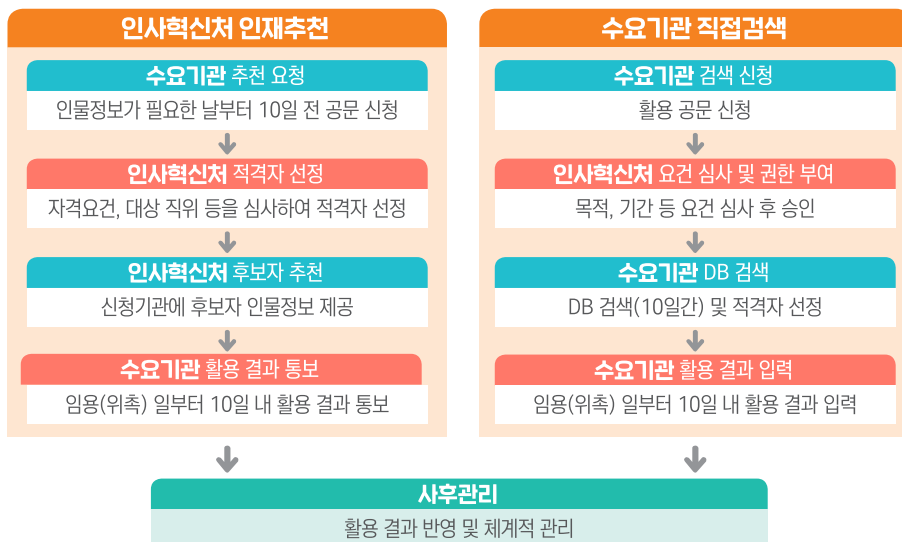 인사혁신처 인재추천
수요기관 추천 요청
인물정보가 필요한 날부터 10일 전 공문 신청
인사혁신처 적격자 선정
자격요건, 대상 직위 등을 심사하여 적격자 선정
인사혁신처 후보자 추천
신청기관에 후보자 인물정보 제공
수요기관 활용 결과 통보
임용(위촉) 일부터 10일 내 활용 결과 통보
수요기관 직접검색
수요기관 검색 신청
활용 공문 신청
인사혁신처 요건 심사 및 권한 부여
목적, 기간 등 요건 심사 후 승인
수요기관 DB 검색
DB 검색(10일간) 및 적격자 선정
수요기관 활용 결과 입력
임용(위촉) 일부터 10일 내 활용 결과 입력
사후관리
활용 결과 반영 및 체계적 관리